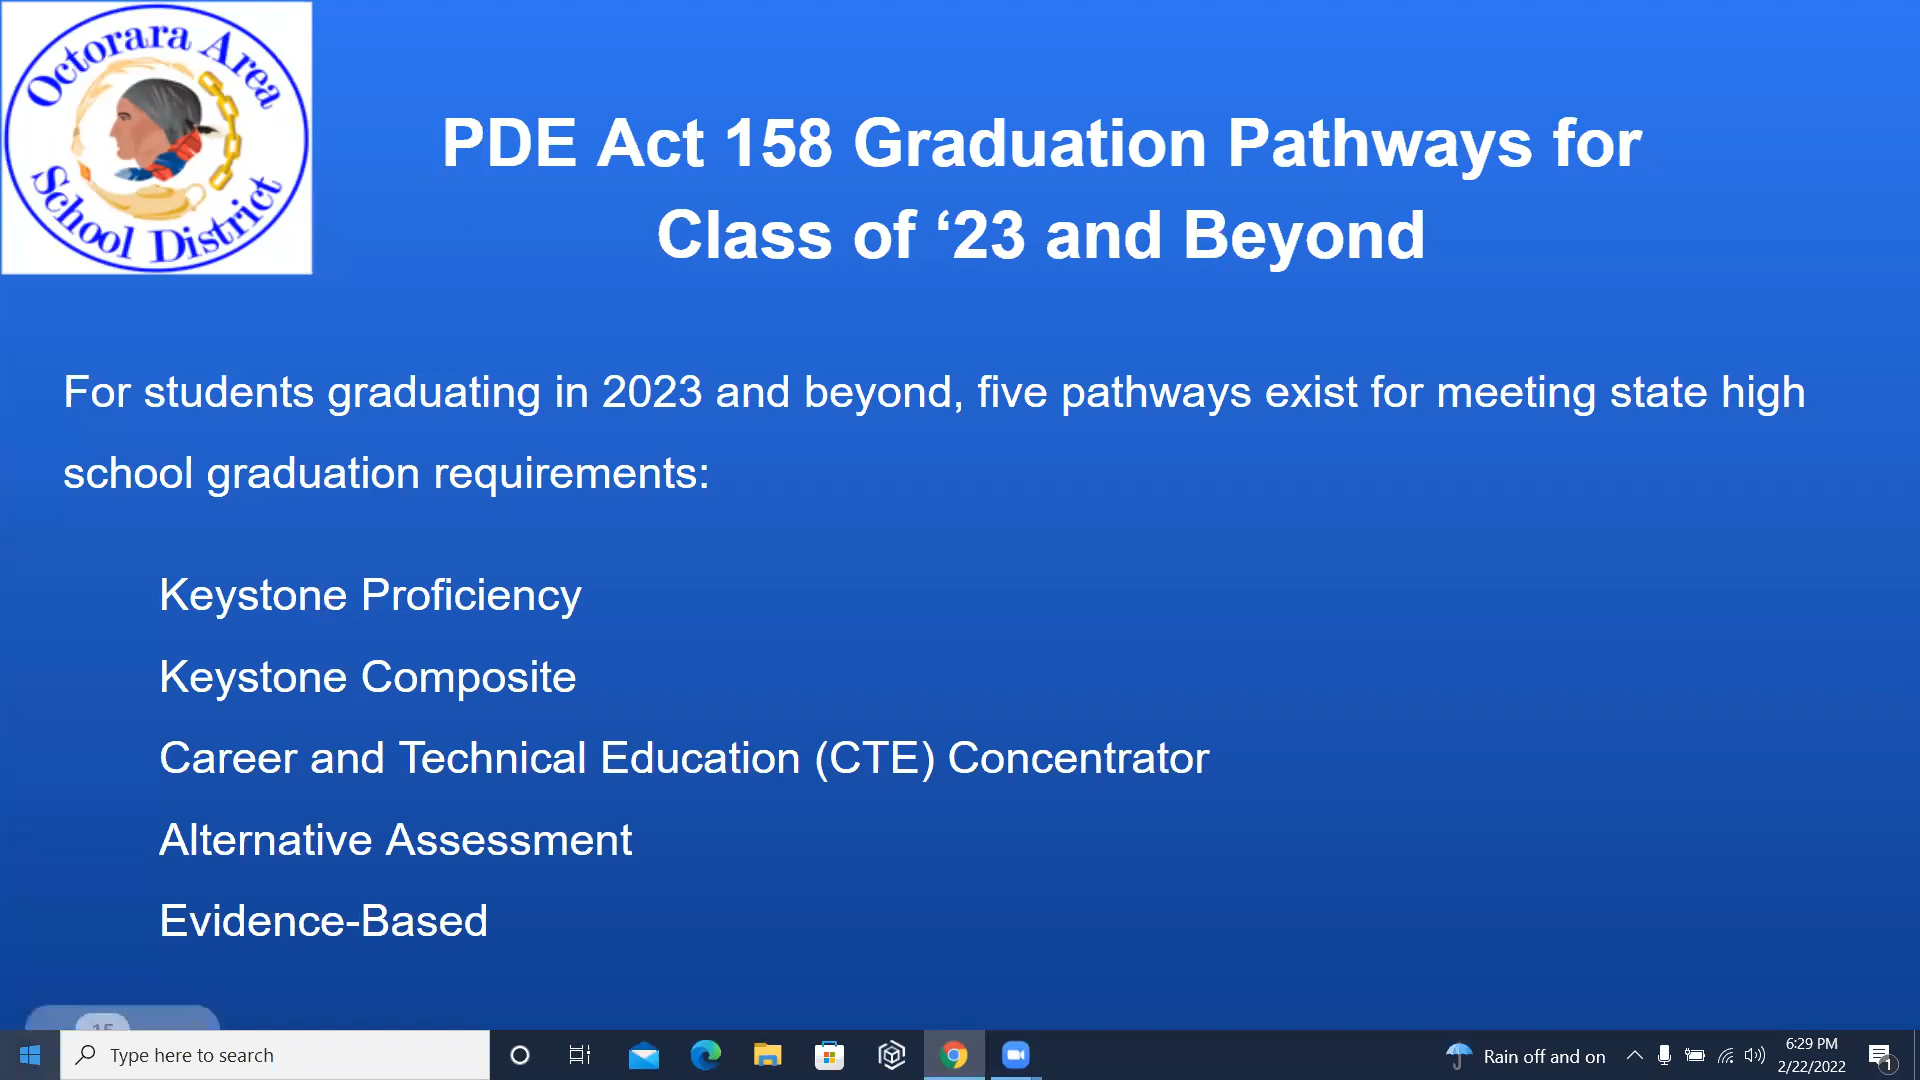 Octorara Area
School District
PDE Act 158 Graduation Pathways for
Class of ‘23 and Beyond
For students graduating in 2023 and beyond, five pathways exist for meeting state high
school graduation requirements:
Keystone Proficiency
Keystone Composite
Career and Technical Education (CTE) Concentrator
Alternative Assessment
Evidence-Based
15
Type here to search
Rain off and on
6:29 PM
2/22/2022
1